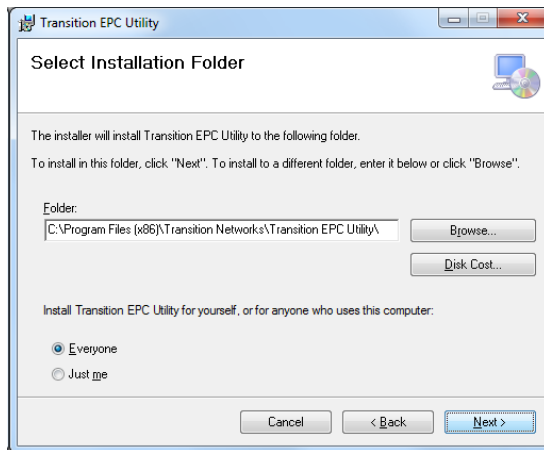 Transition EPC Utility
Select Installation Folder
The installer will install Transition EPC Utility to the following folder.
To install in this folder, click "Next". To install to a different folder, enter it below or click "Browse".
Folder:
C:\Program Files (x86)\Transition Networks\Transition EPC Utility\
Browse...
Disk Cost...
Install Transition EPC Utility for yourself, or for anyone who uses this computer:
Everyone
Just me
Cancel
< Back
Next >